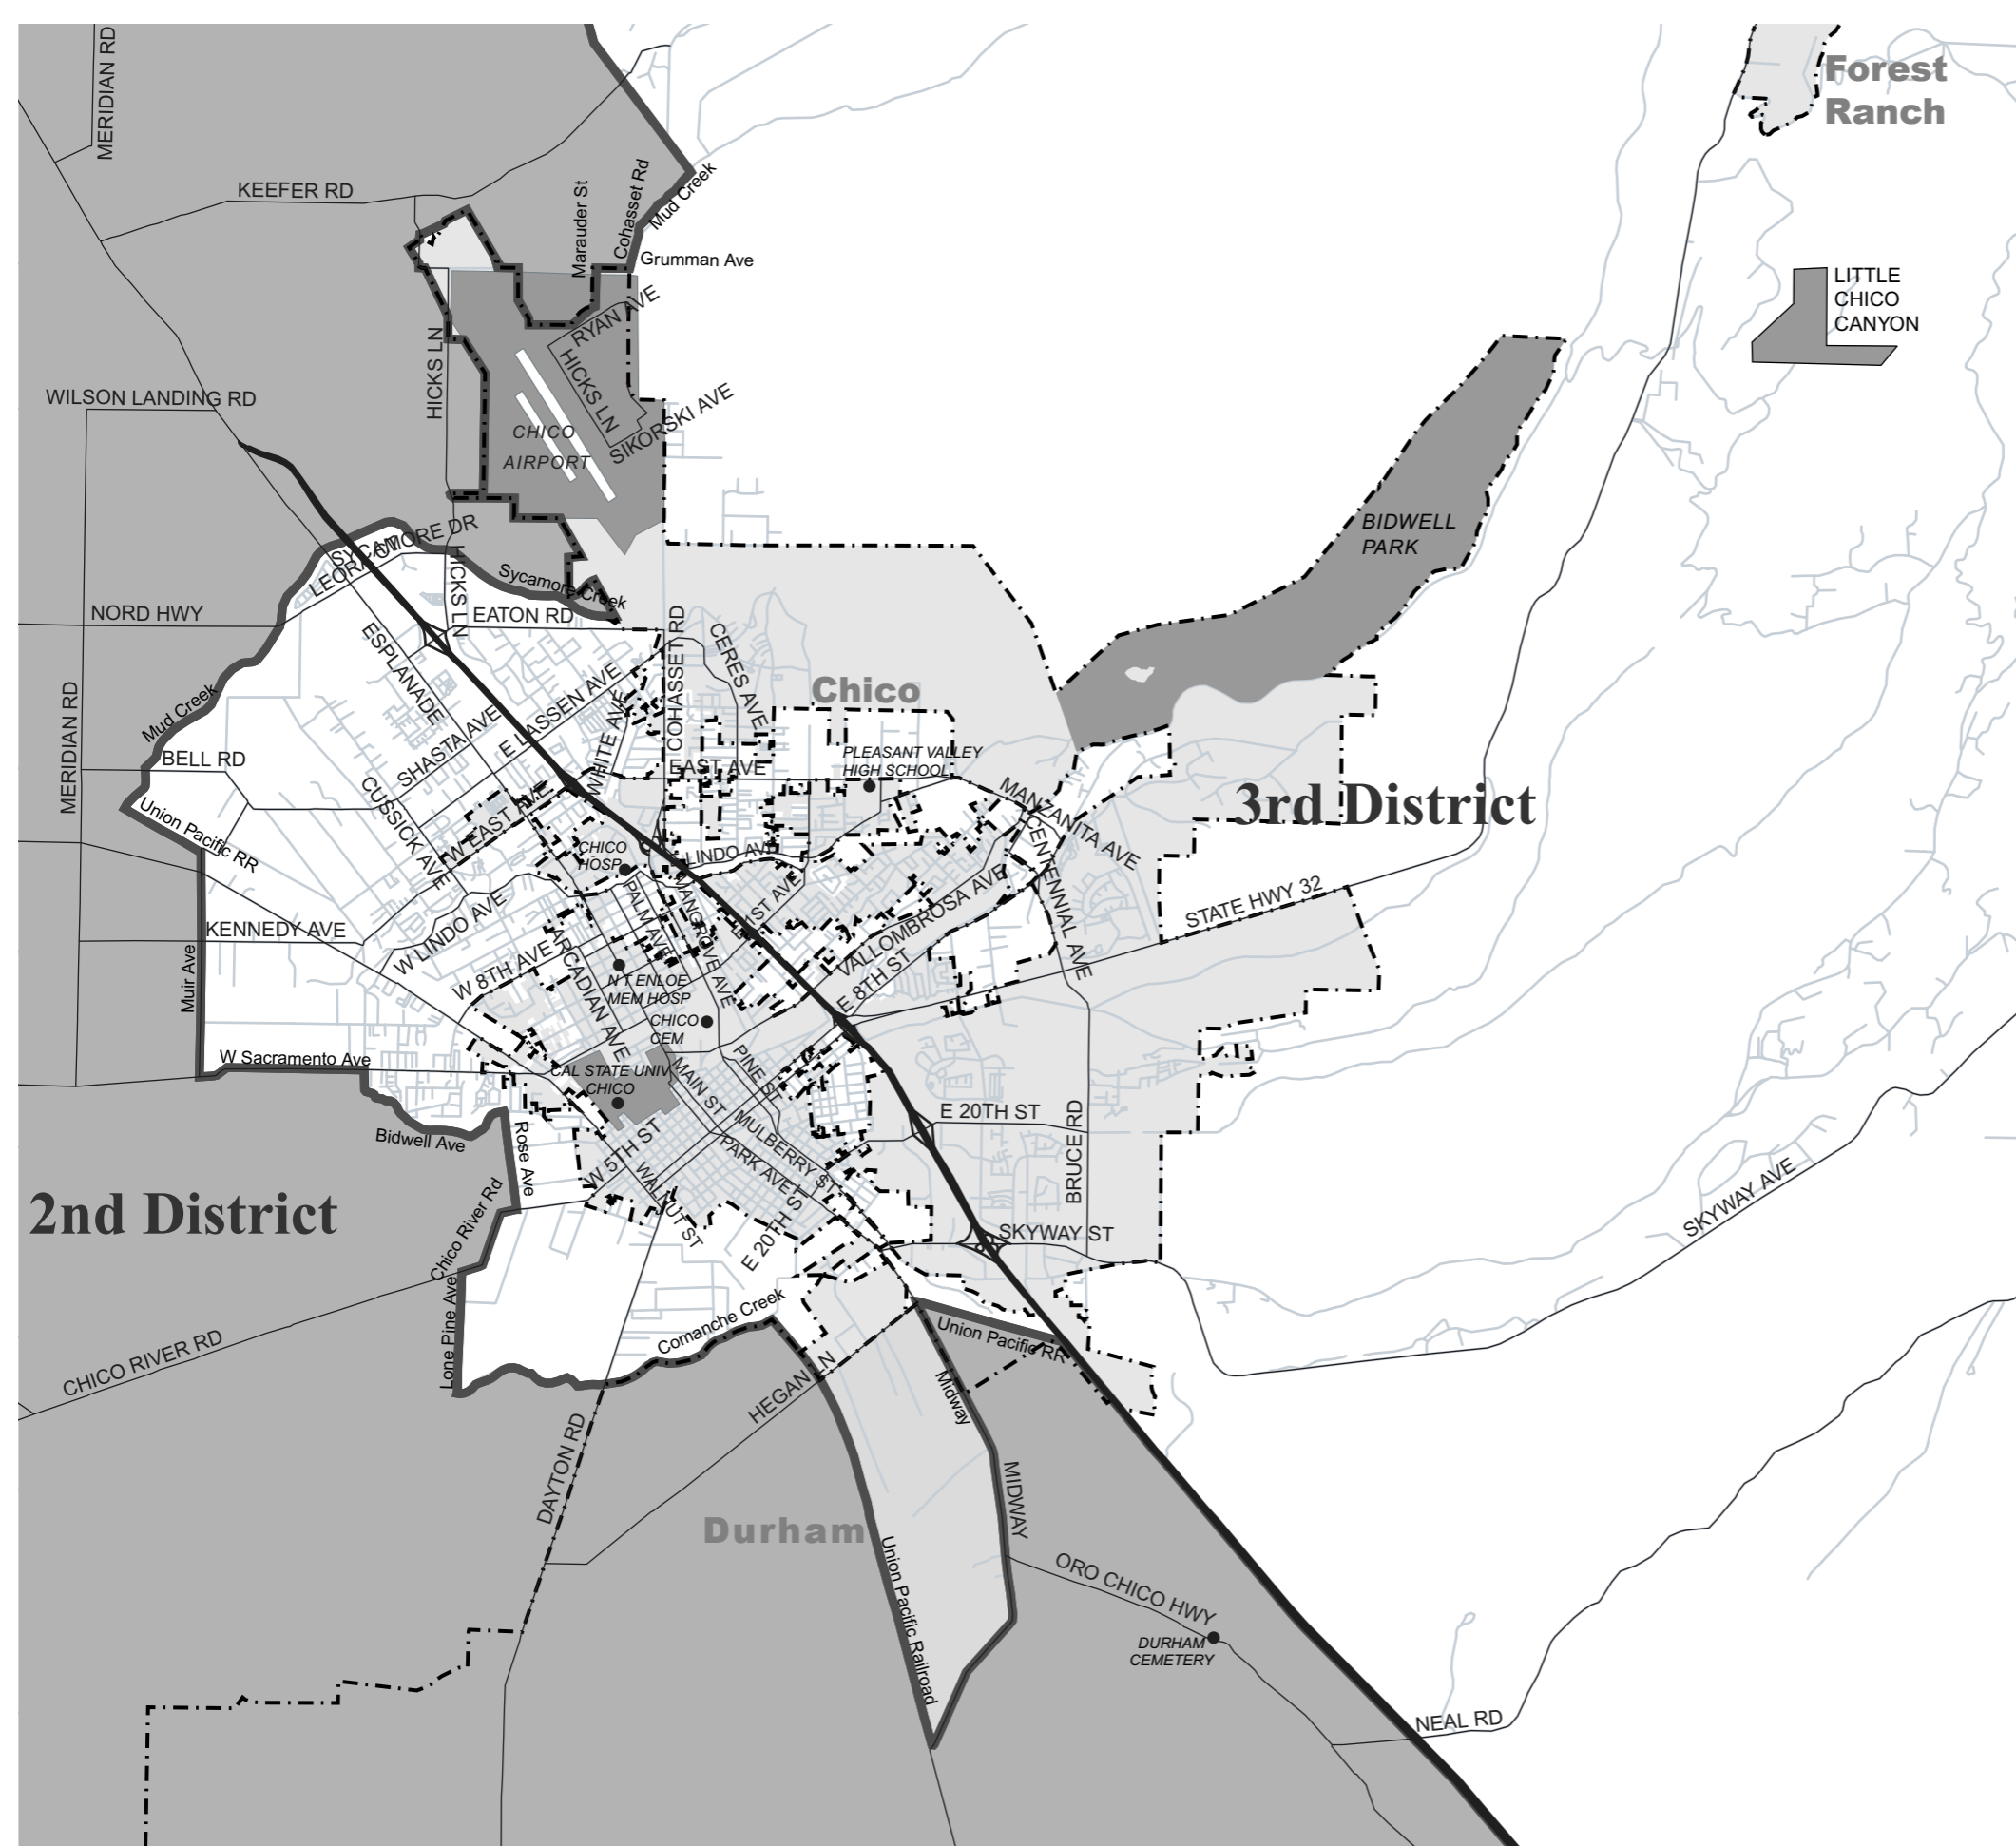 MERIDIAN RD
Forest
Ranch
KEEFER RD
Marauder St
Cohasset Rd
Mud Creek
Grumman Ave
RYAN AVE
LITTLE
CHICO
CANYON
HICKS LN
HICKS LN
WILSON LANDING RD
SIKORSKI AVE
CHICO
AIRPORT
BIDWELL
PARK
SYCAMORE DR
LEORA CT
HICKS LN
Sycamore Creek
NORD HWY
EATON RD
ESPLANADE
COHASSET RD
CERES AVE
Chico
MERIDIAN RD
Mud Creek
SHASTA AVE
E LASSEN AVE
WHITE AVE
BELL RD
EAST AVE
PLEASANT VALLEY
HIGH SCHOOL
MANZANITA AVE
3rd District
Union Pacific RR
CUSSICK AVE
W EAST AVE
CHICO
HOSP
LINDO AVE
CENTENNIAL AVE
PALM AVE
MANGROVE AVE
E 1ST AVE
VALLOMBROSA AVE
STATE HWY 32
KENNEDY AVE
W LINDO AVE
Muir Ave
W 8TH AVE
ARCADIAN AVE
N T ENLOE
MEM HOSP
E 8TH ST
CHICO
CEM
W Sacramento Ave
CAL STATE UNIV
CHICO
MAIN ST
PINE ST
E 20TH ST
BRUCE RD
Bidwell Ave
Rose Ave
W 5TH ST
MULBERRY ST
PARK AVE
WALNUT ST
2nd District
SKYWAY AVE
Chico River Rd
E 20TH ST
SKYWAY ST
Lone Pine Ave
Comanche Creek
Union Pacific RR
CHICO RIVER RD
HEGAN LN
Midway
DAYTON RD
MIDWAY
Durham
Union Pacific Railroad
ORO CHICO HWY
DURHAM
CEMETERY
NEAL RD